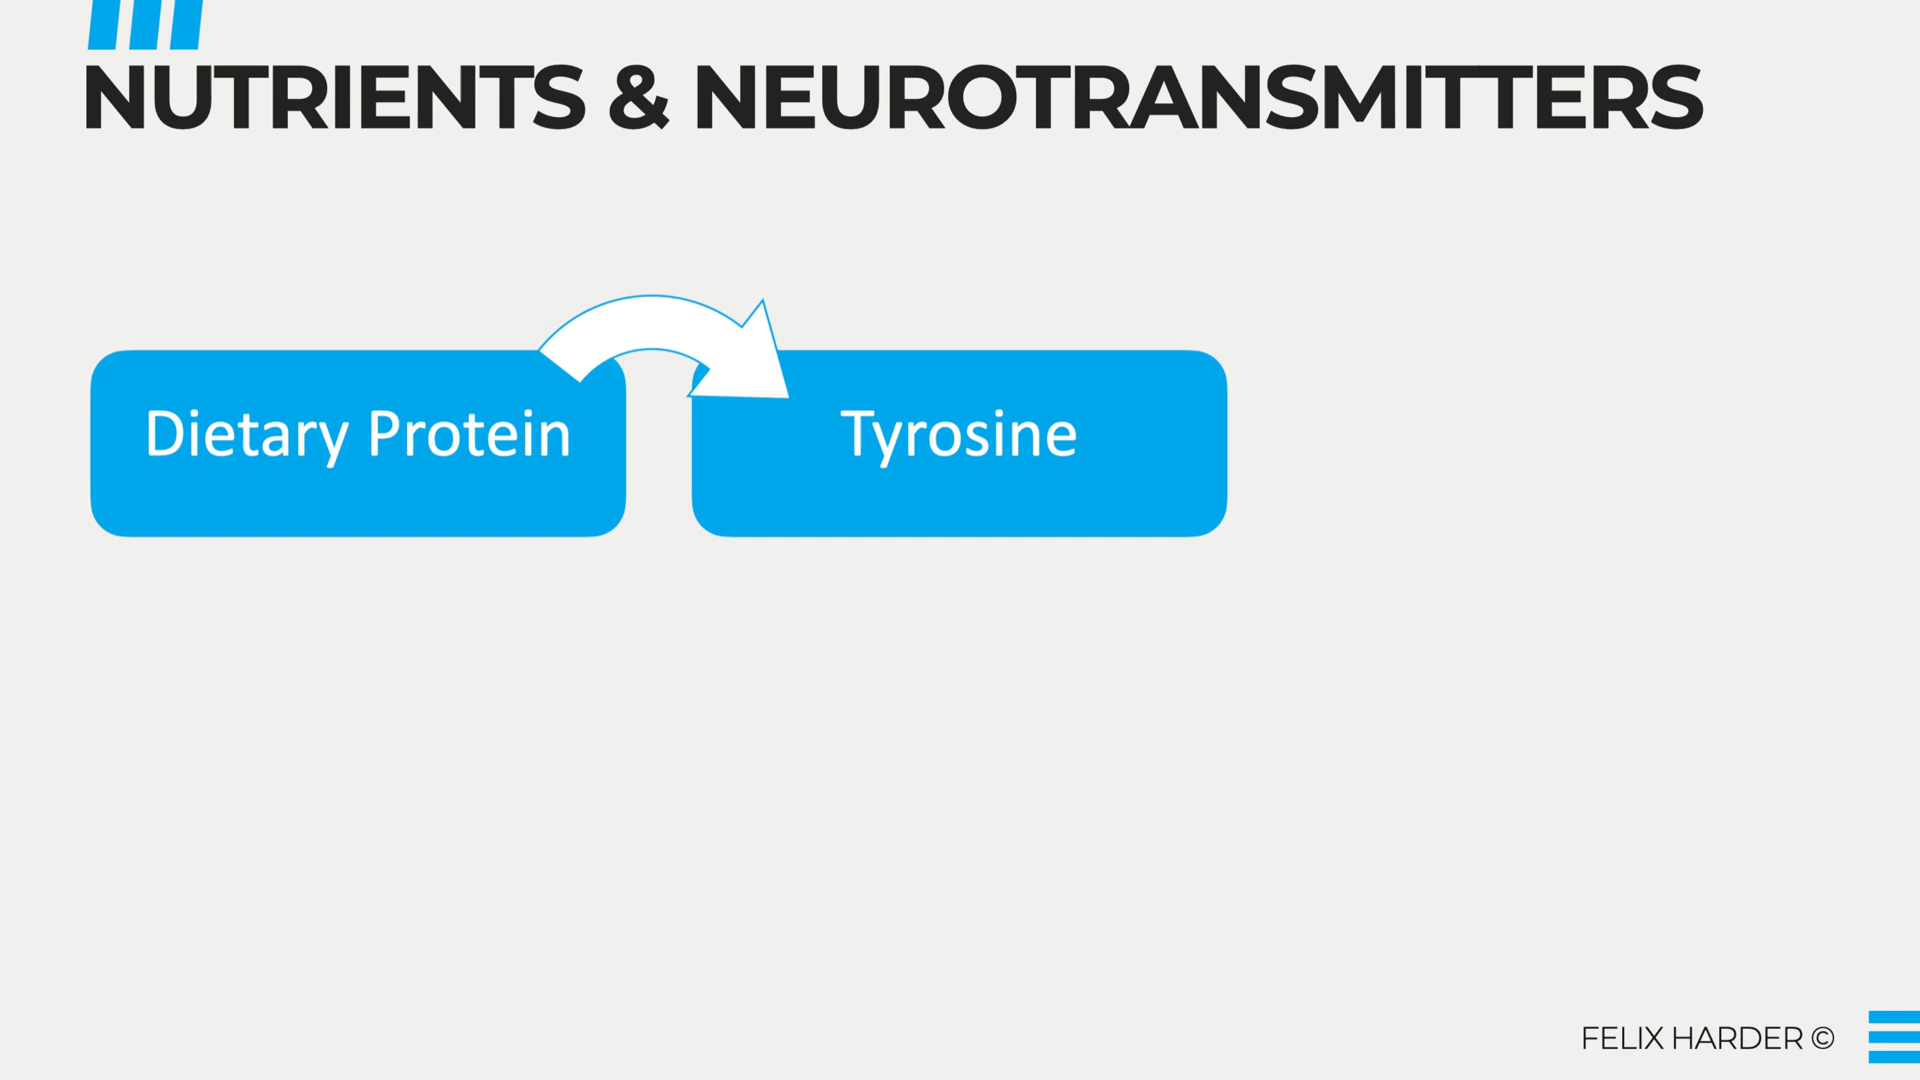 NUTRIENTS & NEUROTRANSMITTERS
Dietary Protein
Tyrosine
FELIX HARDER ©